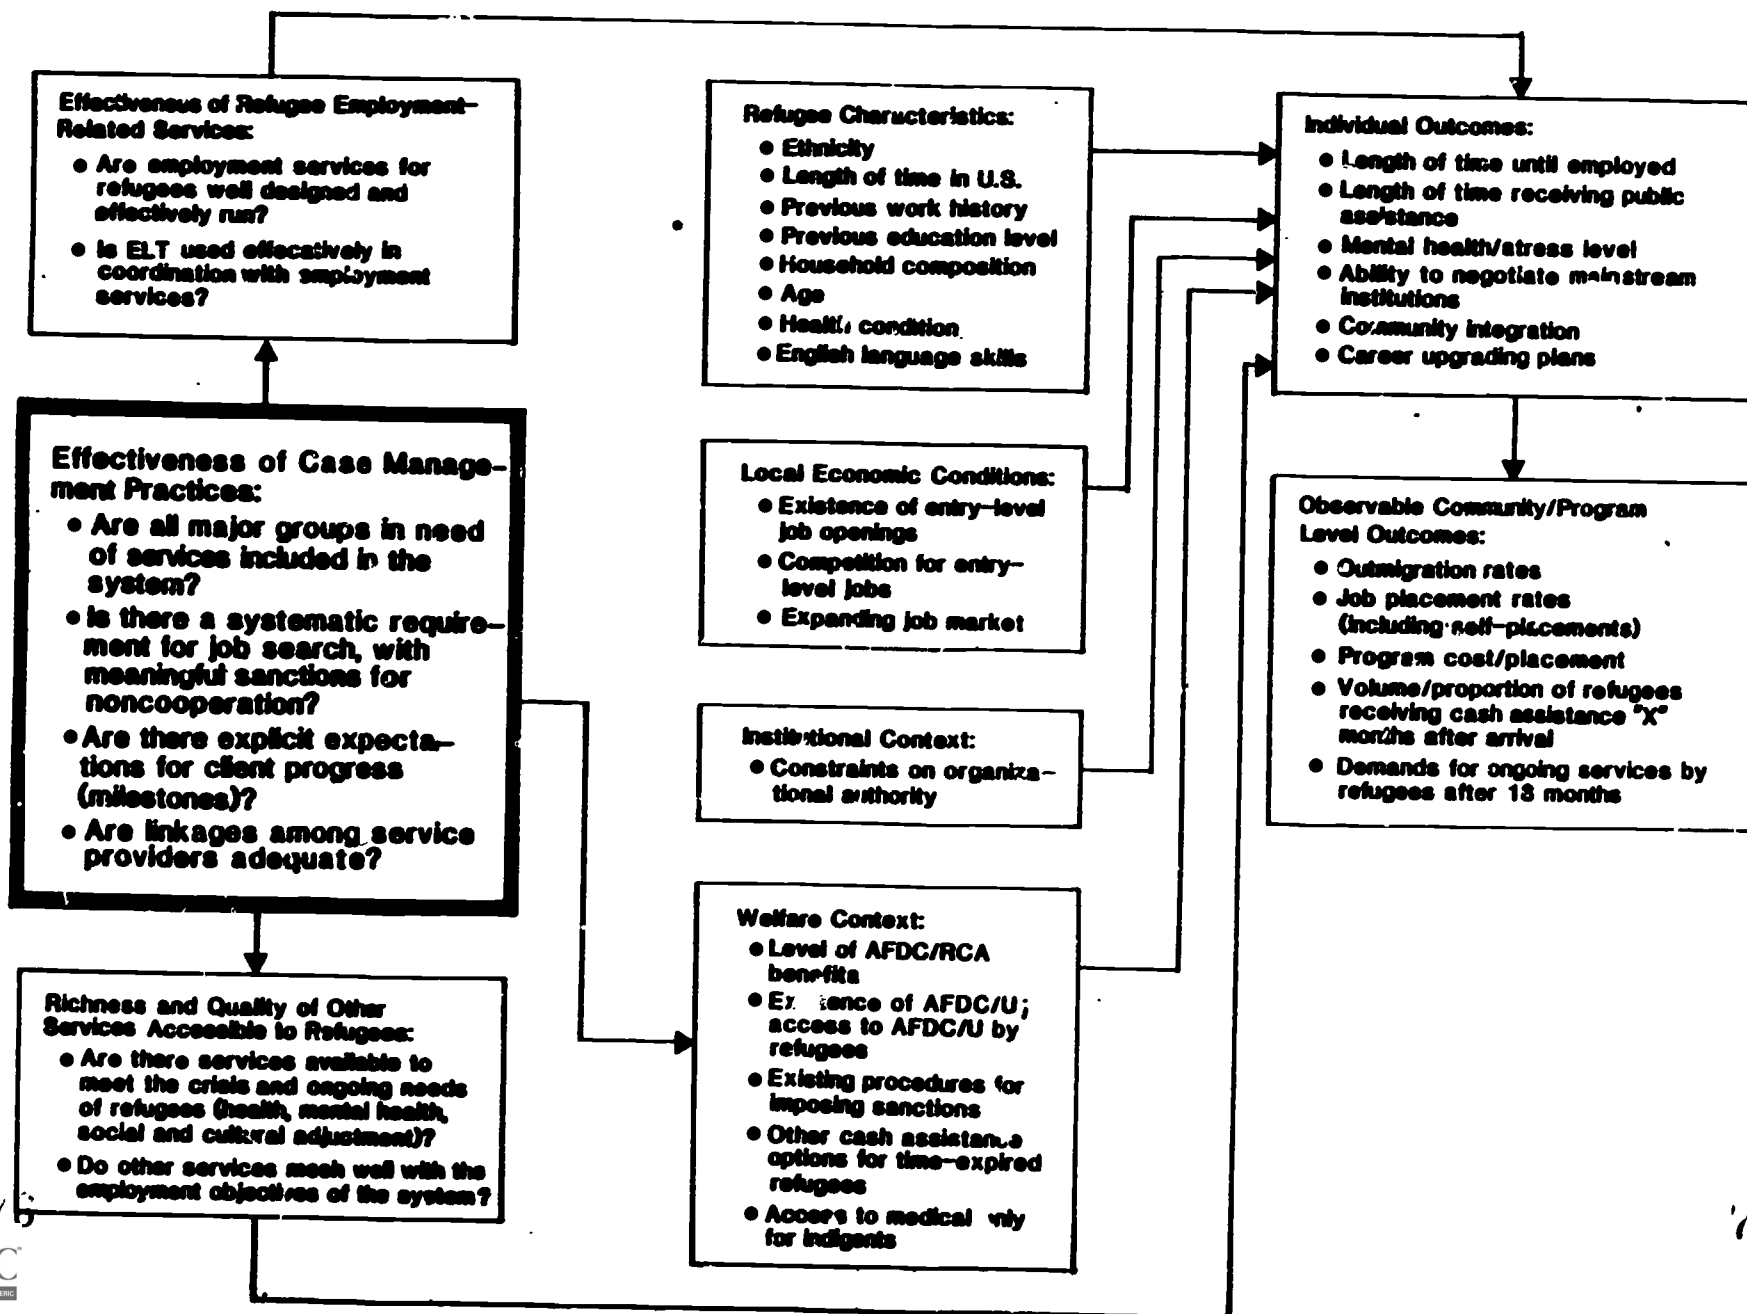 Effectiveness of Refugee Employment-
Related Services:
● Are employment services for
refugees well designed and
effectively run?
● Is ELT used effecatively in
coordination with employment
services?
Effectiveness of Case Manage-
ment Practices:
● Are all major groups in need
of services included in the
system?
● Is there a systematic require-
ment for job search, with
meaningful sanctions for
noncooperation?
● Are there explicit expecta-
tions for client progress
(milestones)?
● Are linkages among service
providers adequate?
Richness and Quality of Other
Services Accessible to Refugees:
● Are there services available to
meet the crisis and ongoing needs
of refugees (health, mental health,
social and cultural adjustment)?
● Do other services mesh well with the
employment objectives of the system?
Refugee Characteristics:
● Ethnicity
● Length of time in U.S.
● Previous work history
● Previous education level
● Household composition
● Age
● Health condition
● English language skills
Local Economic Conditions:
● Existence of entry-level
job openings
● Competition for entry-
level jobs
● Expanding job market
Institutional Context:
● Constraints on organiza-
tional authority
Welfare Context:
● Level of AFDC/RCA
benefits
● of AFDC/U;
access to AFDC/U by
refugees
● Existing procedures for
imposing sanctions
● Other cash assistance
options for time-expired
refugees
● Access to medical only
for indigents
Individual Outcomes:
● Length of time until employed
● Length of time receiving public
assistance
● Mental health/stress level
● Ability to negotiate mainstream
institutions
● Community integration
● Career upgrading plans
Observable Community/Program
Level Outcomes:
● Outmigration rates
● Job placement rates
(including self-placements)
● Program cost/placement
● Volume/proportion of refugees
receiving cash assistance "X"
months after arrival
● Demands for ongoing services by
refugees after 18 months
ERIC